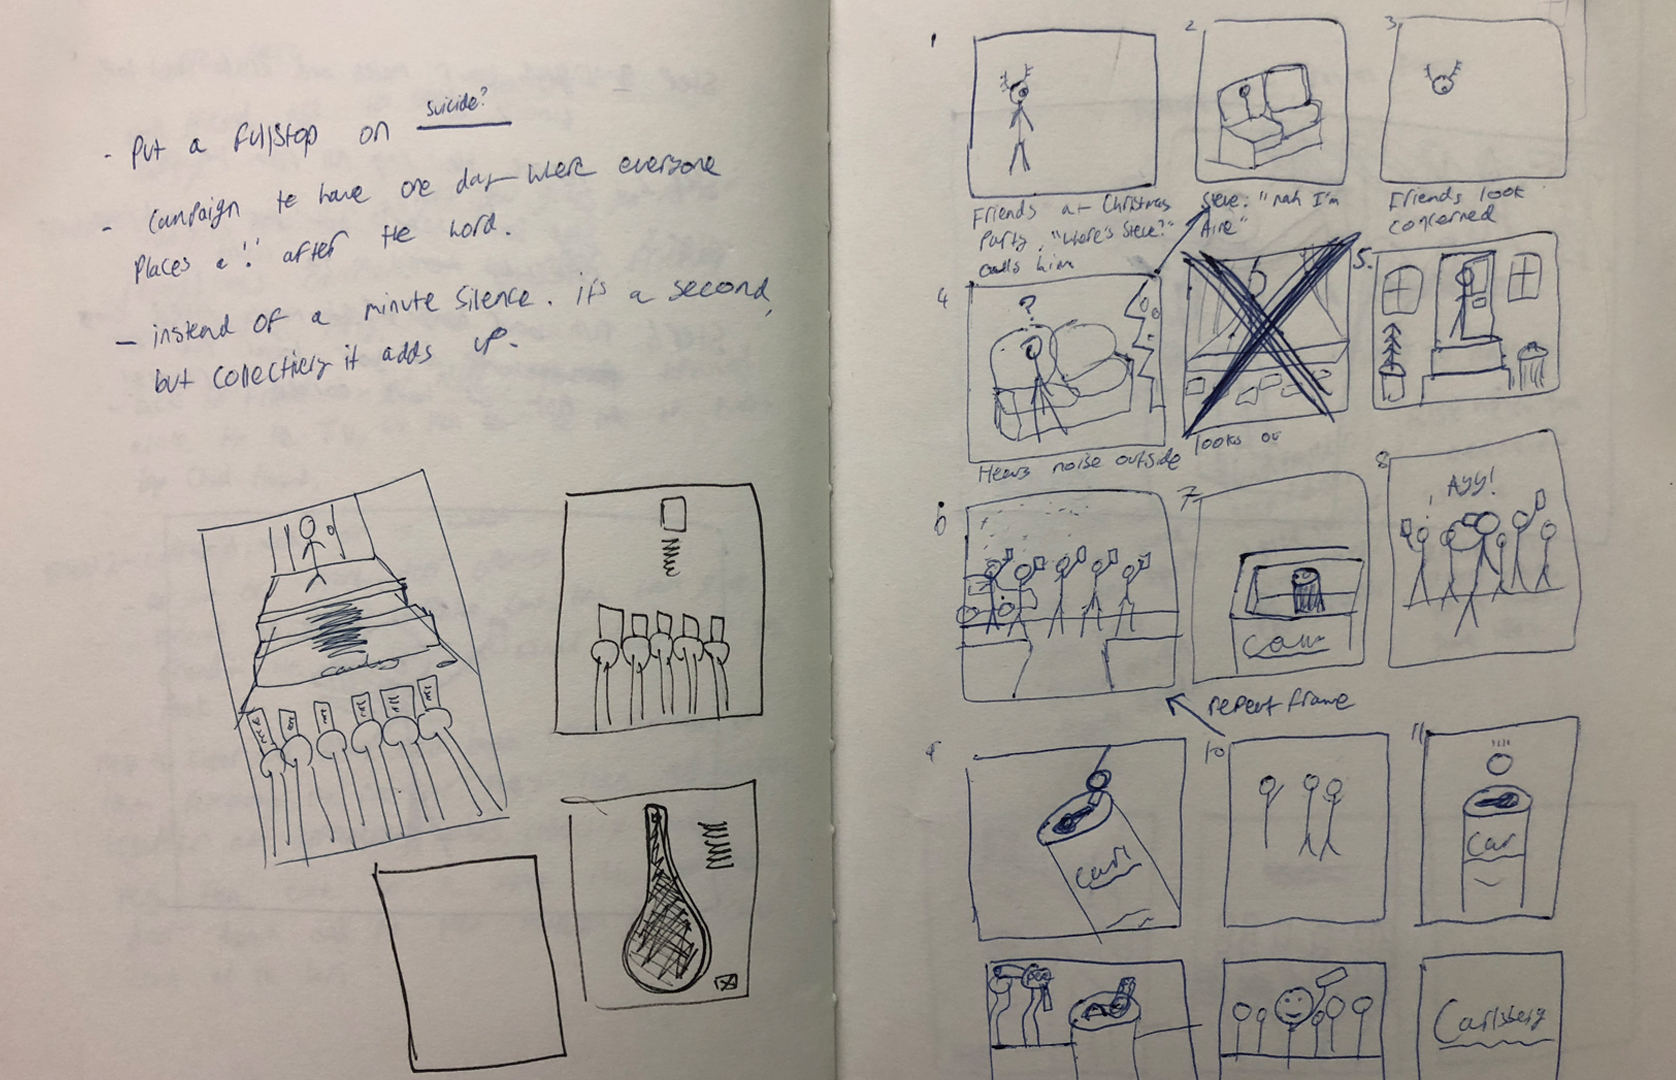 suicide?
- Put a fullstop on
- Campaign to have one day where everyone
Places a '.' after the word.
- instead of a minute silence. it's a second,
but collectively it adds up.
1
2
3.
Friends at Christmas
Party. "Where's Steve?"
calls him
Steve: "nah I'm
Aire"
Friends look
concerned
4
?
5.
Hears noise outside
looks ou
6
7
Car
8
Ayy!
repeat frame
9
Carl
10
11
Car
Carlsberg